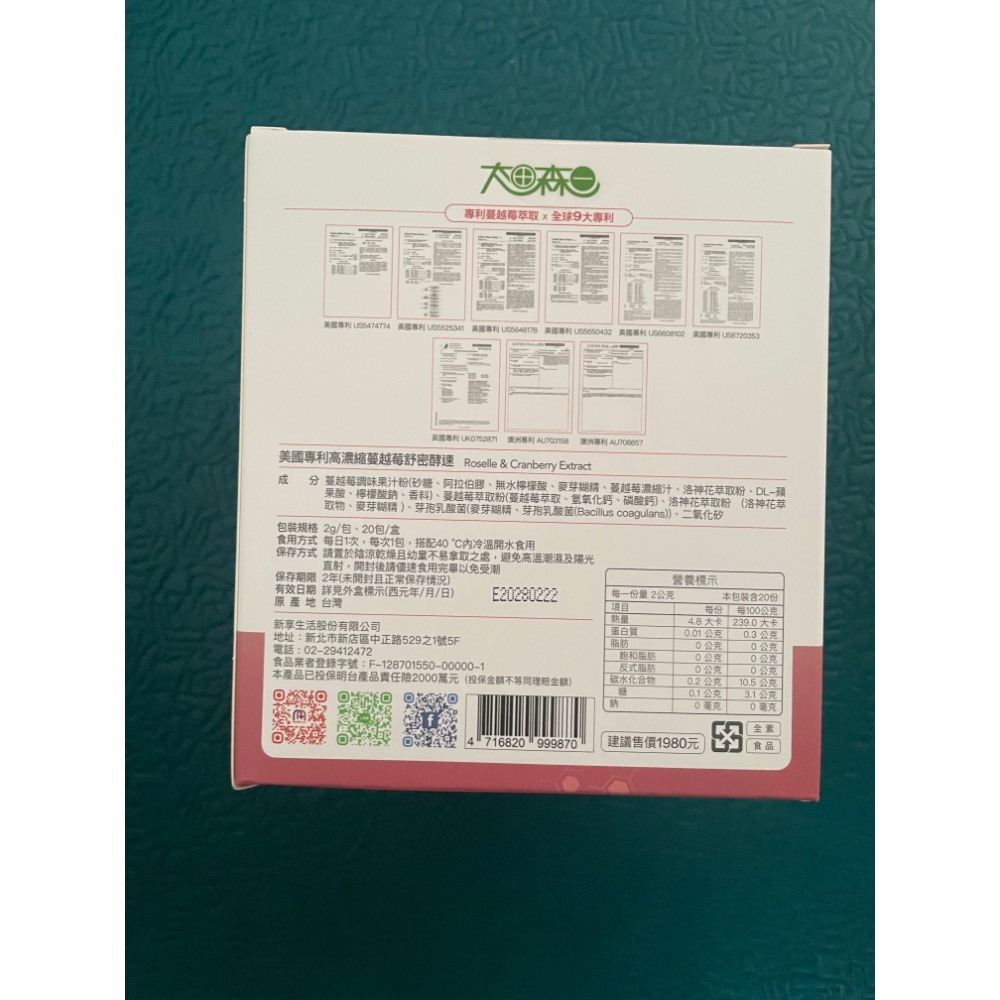 太田森一
專利蔓越莓萃取 x 全球9大專利
美國專利 US5474774 美國專利 US5525341 美國專利 US5646178 美國專利 US5650432 美國專利 US6608102 美國專利 US6720353
英國專利 UK0752871 澳洲專利 AU703158 澳洲專利 AU708657
美國專利高濃縮蔓越莓舒密酵速 Roselle & Cranberry Extract
成 分 蔓越莓調味果汁粉(砂糖、阿拉伯膠、無水檸檬酸、麥芽糊精、蔓越莓濃縮汁、洛神花萃取粉、DL-蘋
果酸、檸檬酸鈉、香料)、蔓越莓萃取粉(蔓越莓萃取、氫氧化鈣、磷酸鈣)、洛神花萃取粉 (洛神花萃
取物、麥芽糊精 )、芽孢乳酸菌(麥芽糊精、芽孢乳酸菌(Bacillus coagulans))、二氧化矽
包裝規格 2g/包、20包/盒
食用方式 每日1次，每次1包，搭配40 ℃內冷溫開水食用
保存方式 請置於陰涼乾燥且幼童不易拿取之處，避免高溫潮濕及陽光
直射，開封後請儘速食用完畢以免受潮
保存期限 2年(未開封且正常保存情況)
有效日期 詳見外盒標示(西元年/月/日)
E20280222
原 產 地 台灣
新享生活股份有限公司
地址：新北市新店區中正路529之1號5F
電話：02-29412472
食品業者登錄字號：F-128701550-00000-1
本產品已投保明台產品責任險2000萬元 (投保金額不等同理賠金額)
營養標示
每一份量 2公克 本包裝含20份
項目 每份 每100公克
熱量 4.8 大卡 239.0 大卡
蛋白質 0.01 公克 0.3 公克
脂肪 0 公克 0 公克
飽和脂肪 0 公克 0 公克
反式脂肪 0 公克 0 公克
碳水化合物 0.2 公克 10.5 公克
糖 0.1 公克 3.1 公克
鈉 0 毫克 0 毫克
4 716820 999870
建議售價1980元
全素
食品